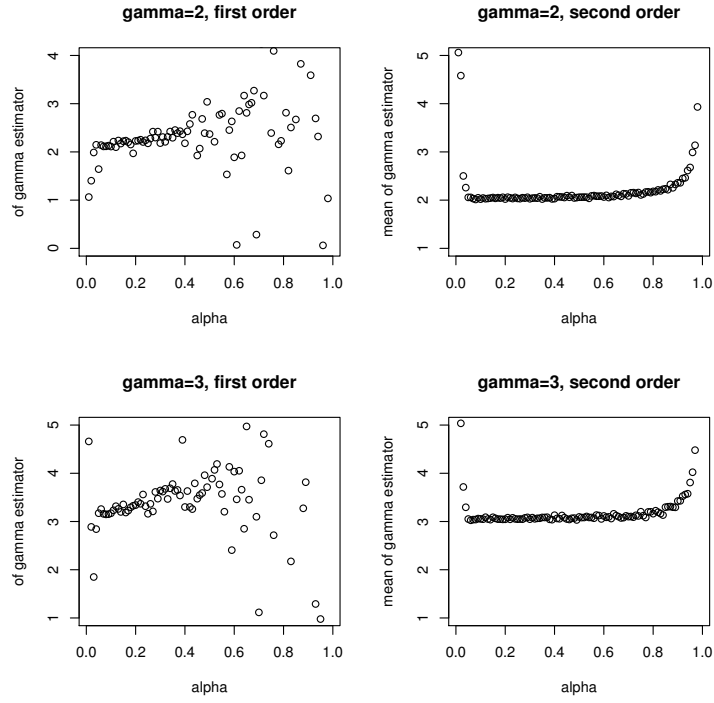 gamma=2, first order
of gamma estimator
4
3
2
1
0
0.0 0.2 0.4 0.6 0.8 1.0
alpha
gamma=2, second order
mean of gamma estimator
5
4
3
2
1
0.0 0.2 0.4 0.6 0.8 1.0
alpha
gamma=3, first order
of gamma estimator
5
4
3
2
1
0.0 0.2 0.4 0.6 0.8 1.0
alpha
gamma=3, second order
mean of gamma estimator
5
4
3
2
1
0.0 0.2 0.4 0.6 0.8 1.0
alpha